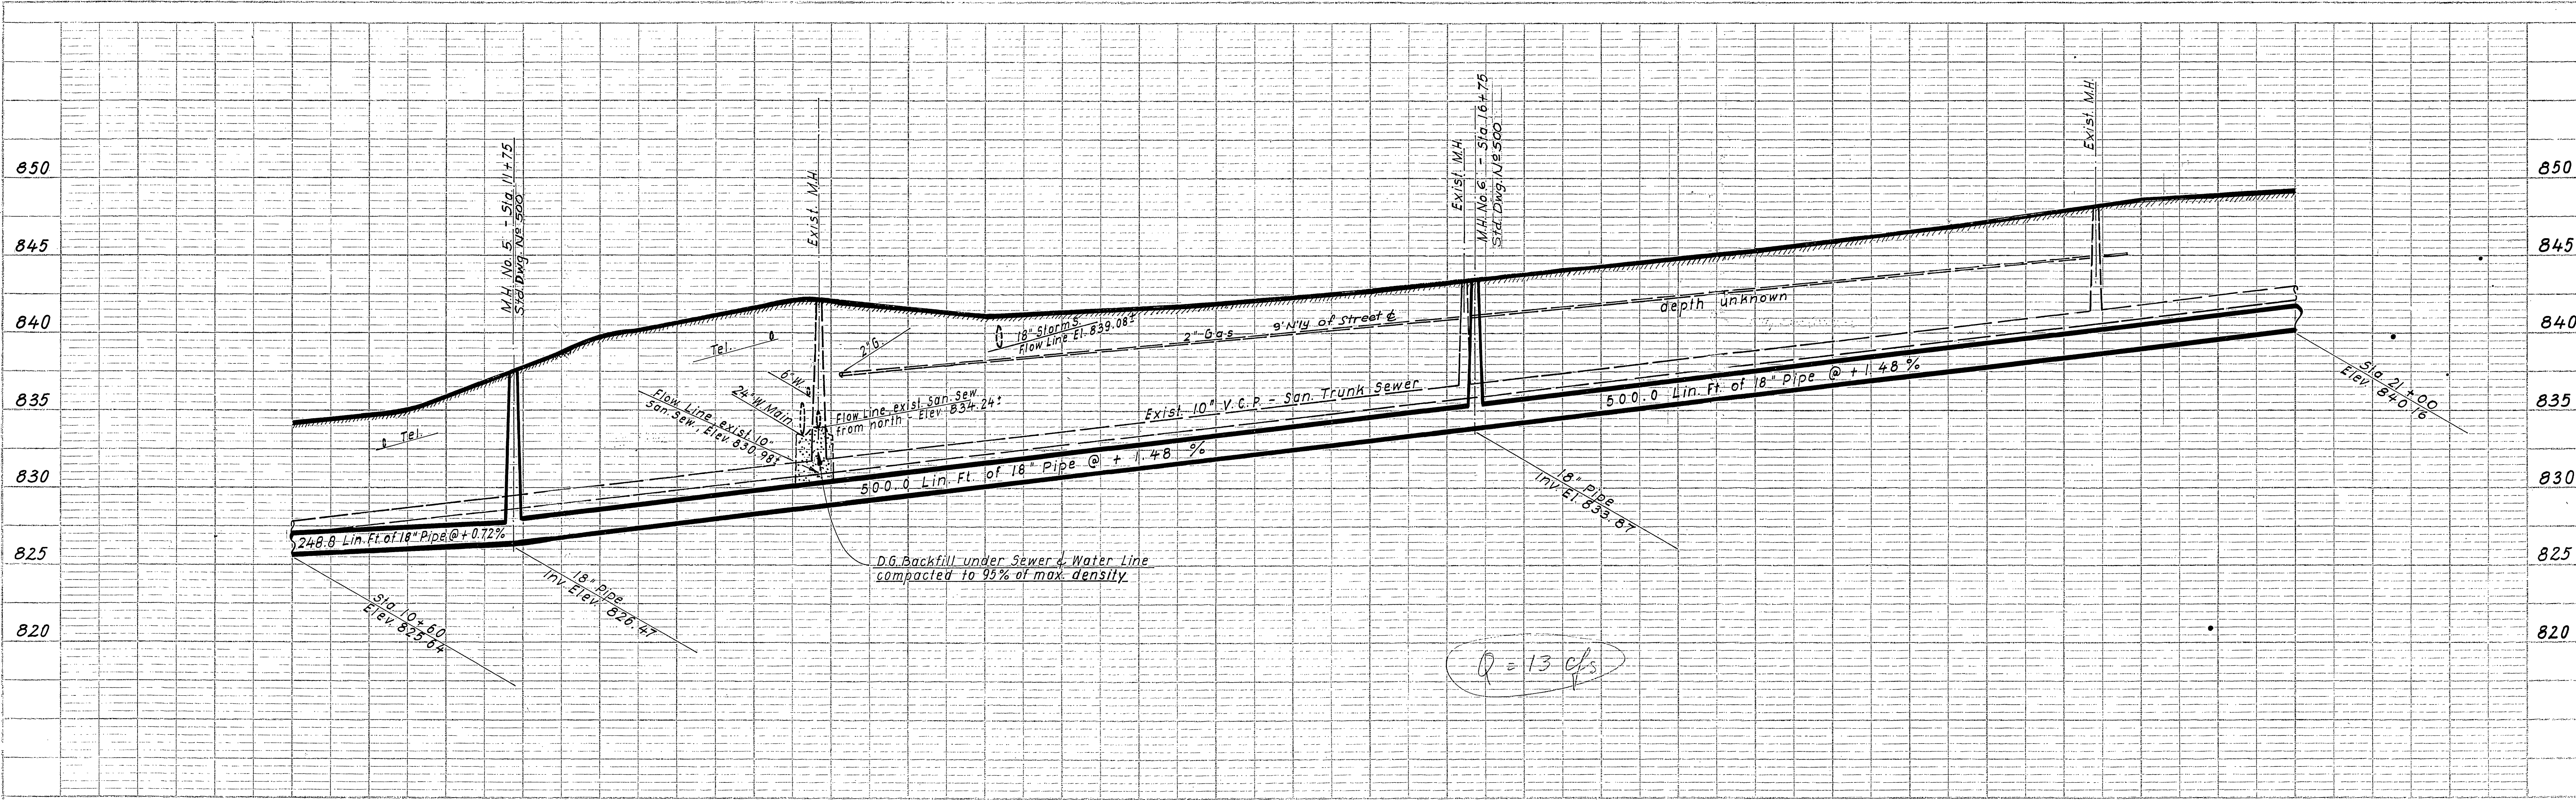 850
845
840
835
830
825
820
M.H. No. 5 - Sta. 11+75
Std. Dwg. Nº 500
Exist. M.H.
Exist. M.H.
M.H. No. 6 - Sta. 16+75
Std. Dwg. Nº 500
Exist. M.H.
850
845
840
835
830
825
820
Tel.
Tel.
6" W.
24" W. Main
Flow Line, exist. 10"
San. Sew., Elev. 830.98±
2" G.
Flow Line exist. San. Sew.
from north - Elev. 834.24±
18" Storm S.
Flow Line El. 839.08±
2" Gas 9' N'ly of Street ℄
depth unknown
Exist. 10" V.C.P. - San. Trunk Sewer
248.8 Lin. Ft. of 18" Pipe @ + 0.72%
500.0 Lin. Ft. of 18" Pipe @ + 1.48 %
500.0 Lin. Ft. of 18" Pipe @ + 1.48 %
Sta. 10+60
Elev. 825.64
18" Pipe
Inv. Elev. 826.47
D.G. Backfill under Sewer & Water Line
compacted to 95% of max. density
18" Pipe
Inv. El. 833.87
Sta. 21+00
Elev. 840.16
Q = 13 cfs